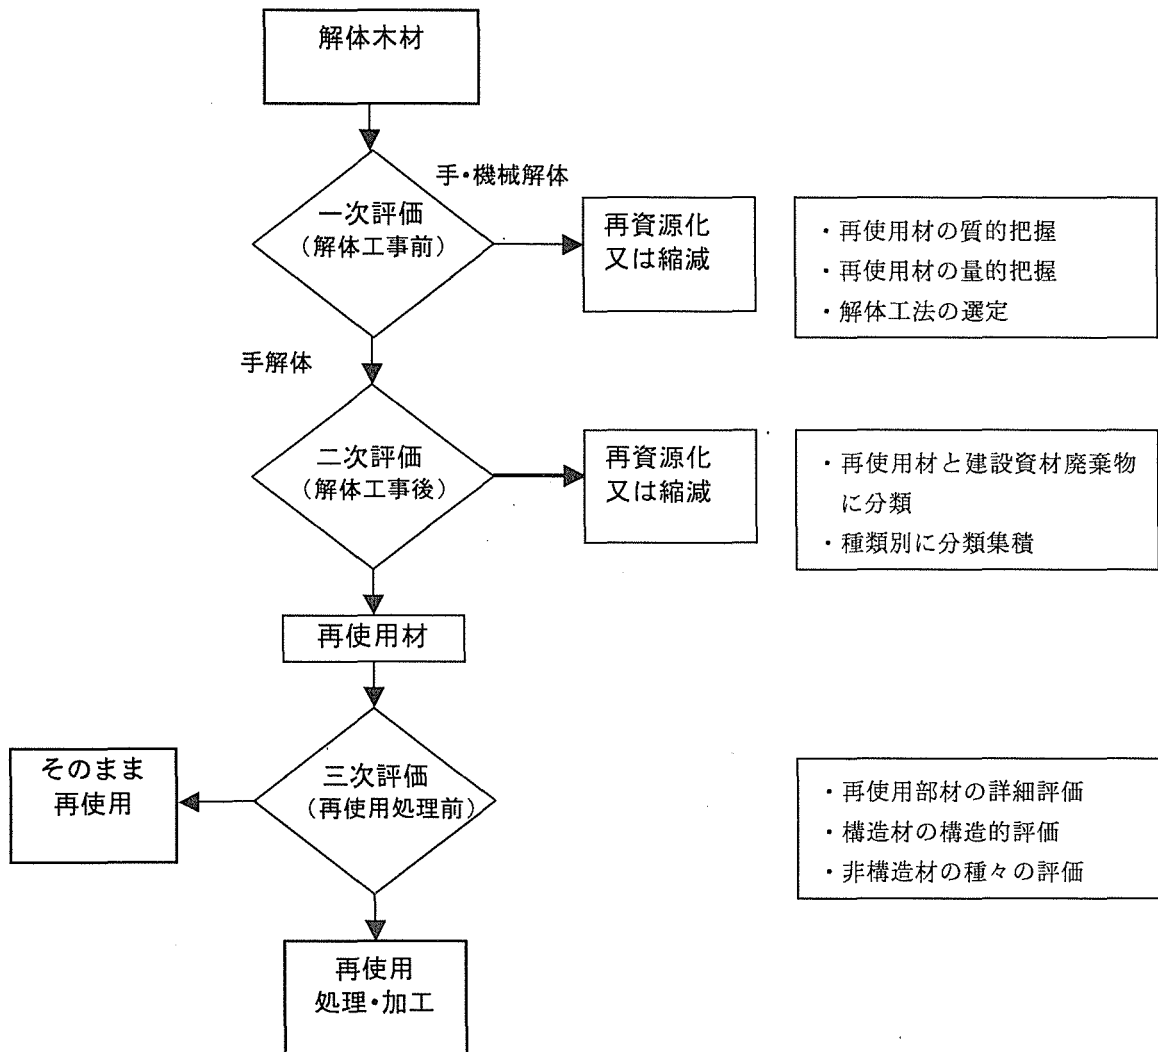 解体木材
手・機械解体
一次評価
（解体工事前）
再資源化
又は縮減
・再使用材の質的把握
・再使用材の量的把握
・解体工法の選定
手解体
二次評価
（解体工事後）
再資源化
又は縮減
・再使用材と建設資材廃棄物
に分類
・種類別に分類集積
再使用材
そのまま
再使用
三次評価
（再使用処理前）
・再使用部材の詳細評価
・構造材の構造的評価
・非構造材の種々の評価
再使用
処理・加工